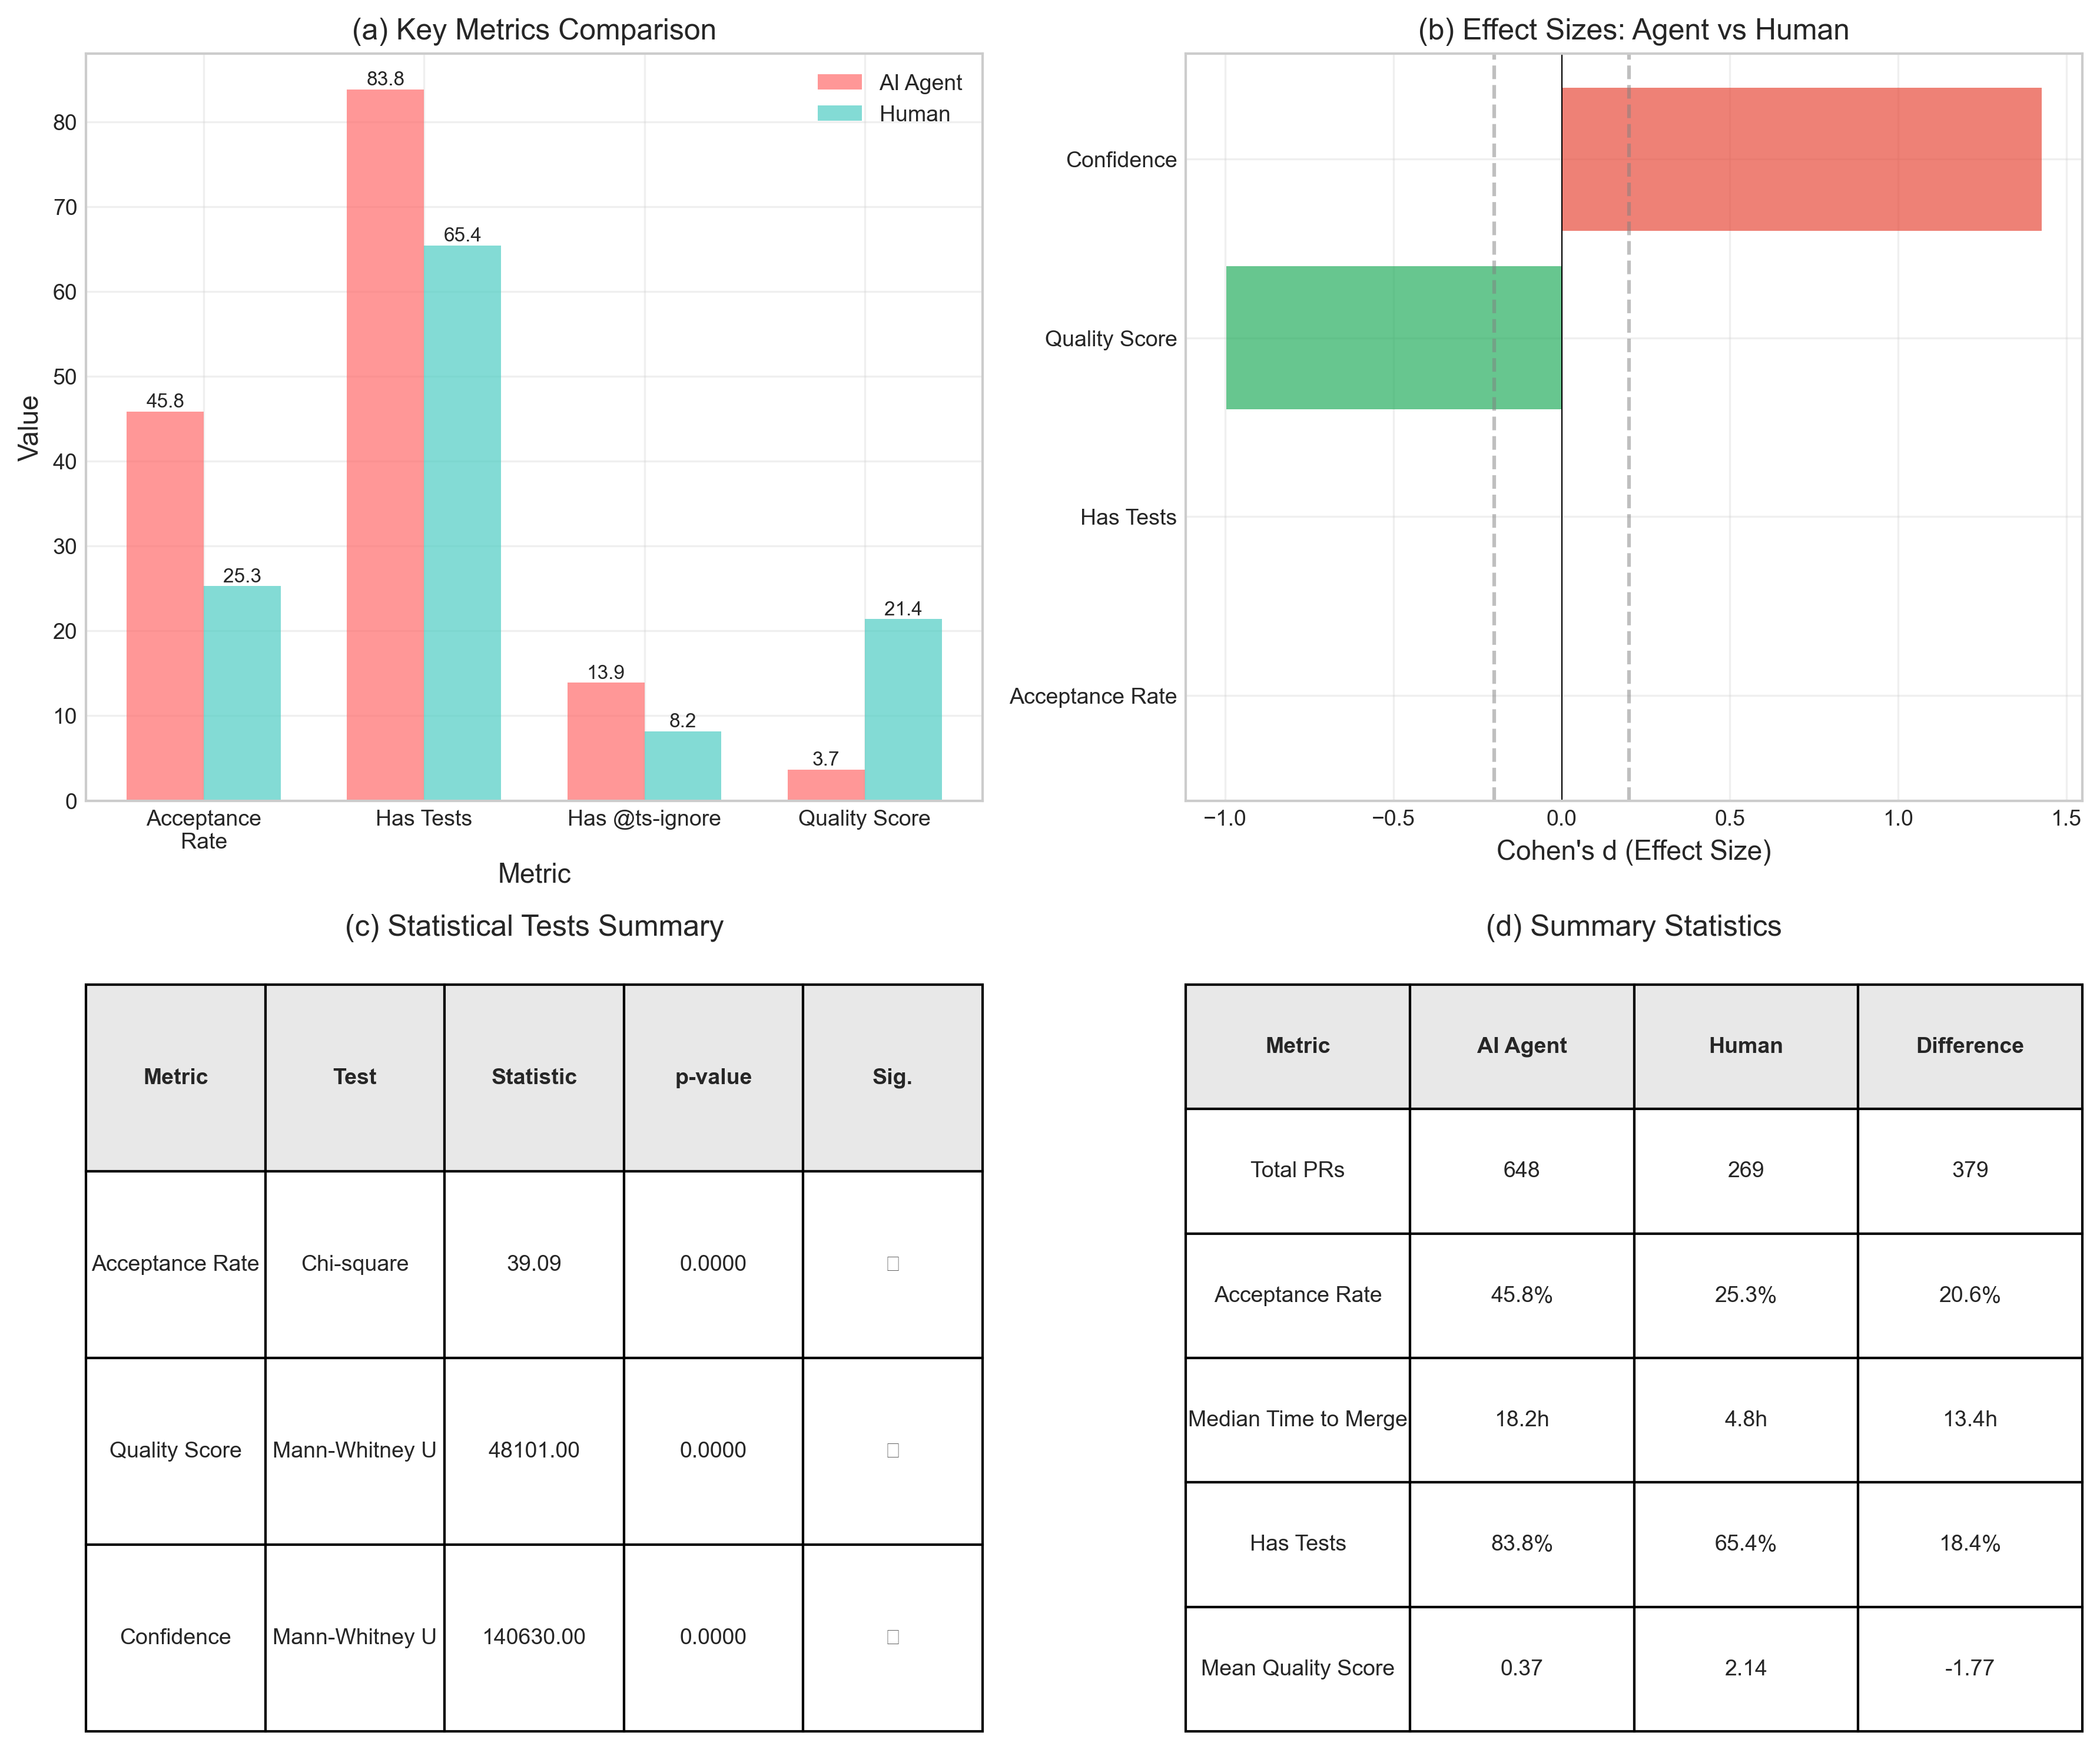 (a) Key Metrics Comparison
AI Agent
Human
Value
80
70
60
50
40
30
20
10
0
45.8
25.3
83.8
65.4
13.9
8.2
3.7
21.4
Acceptance
Rate
Has Tests
Has @ts-ignore
Quality Score
Metric
(b) Effect Sizes: Agent vs Human
Confidence
Quality Score
Has Tests
Acceptance Rate
−1.0
−0.5
0.0
0.5
1.0
1.5
Cohen's d (Effect Size)
(c) Statistical Tests Summary
Metric Test Statistic p-value Sig.
Acceptance Rate Chi-square 39.09 0.0000
Quality Score Mann-Whitney U 48101.00 0.0000
Confidence Mann-Whitney U 140630.00 0.0000
(d) Summary Statistics
Metric AI Agent Human Difference
Total PRs 648 269 379
Acceptance Rate 45.8% 25.3% 20.6%
Median Time to Merge 18.2h 4.8h 13.4h
Has Tests 83.8% 65.4% 18.4%
Mean Quality Score 0.37 2.14 -1.77